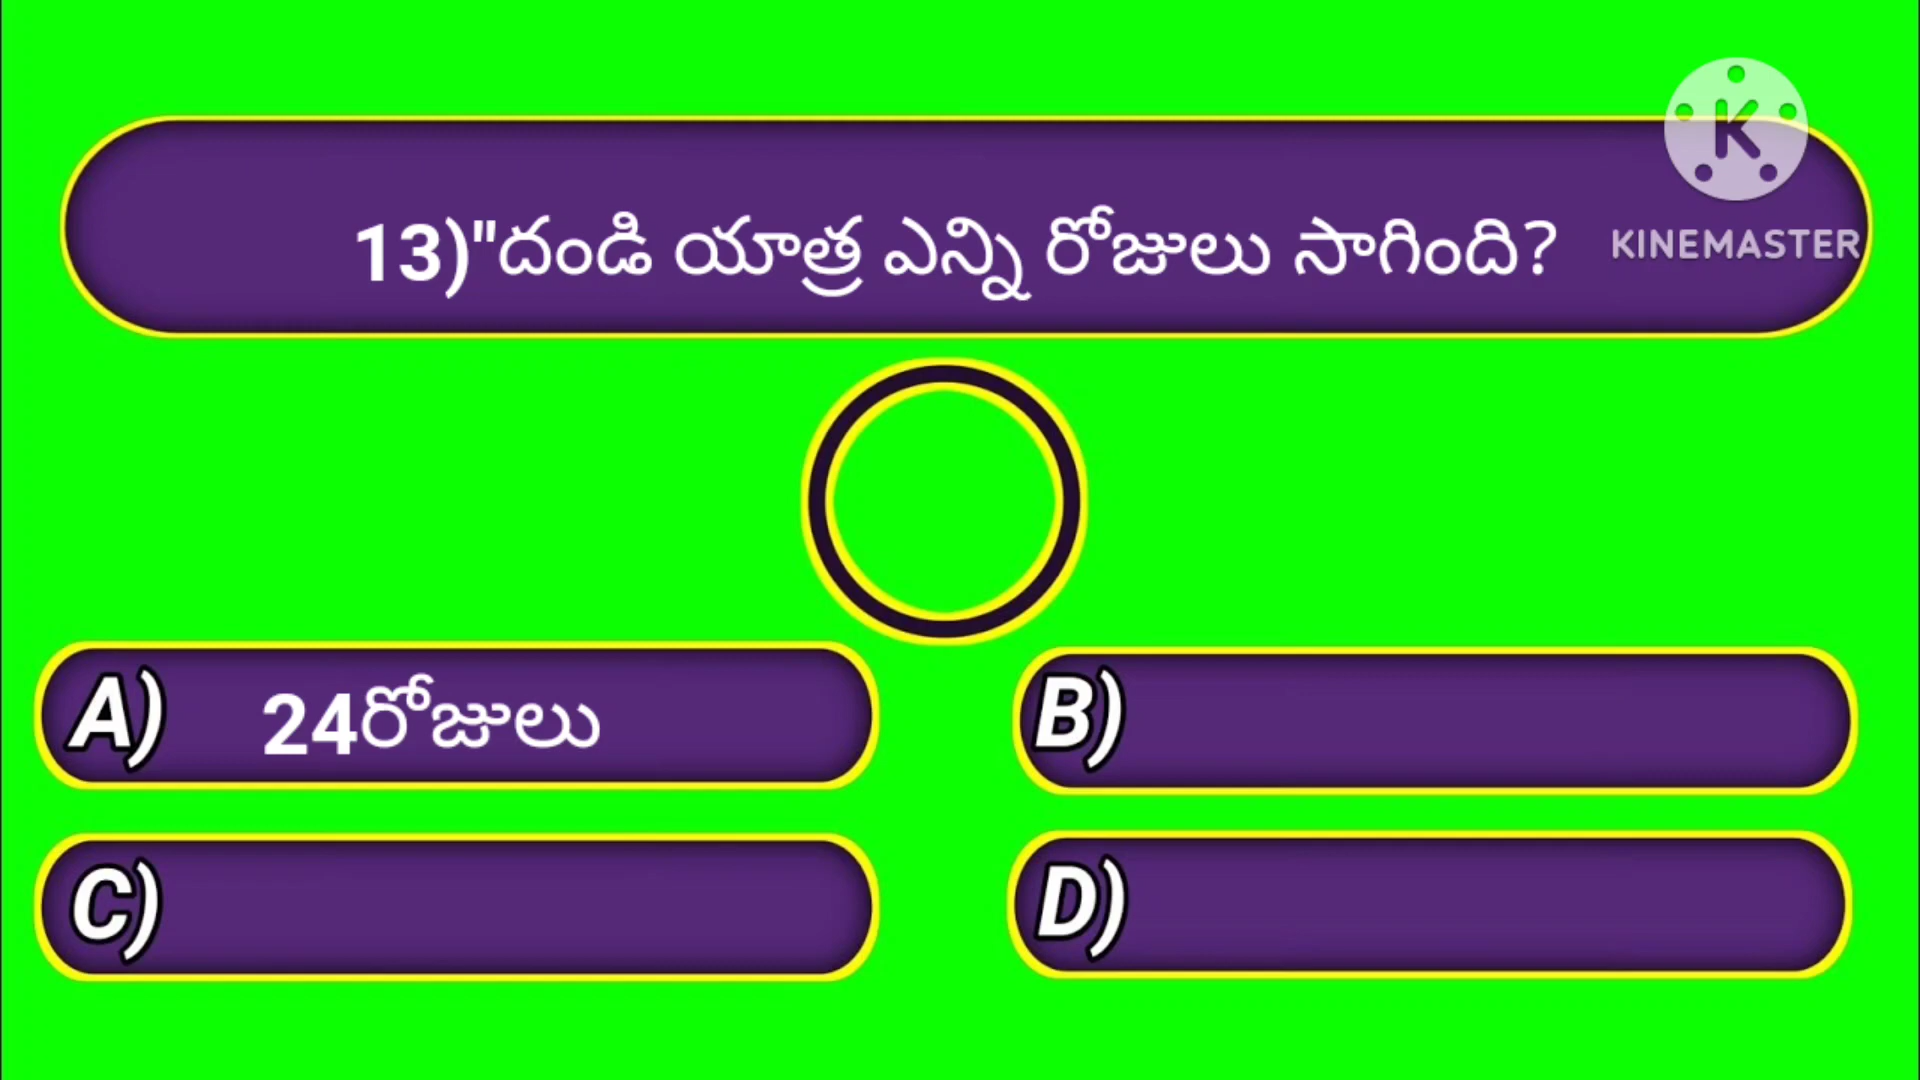 K
KINEMASTER
13)"దండి యాత్ర ఎన్ని రోజులు సాగింది?
A) 24రోజులు
B)
C)
D)